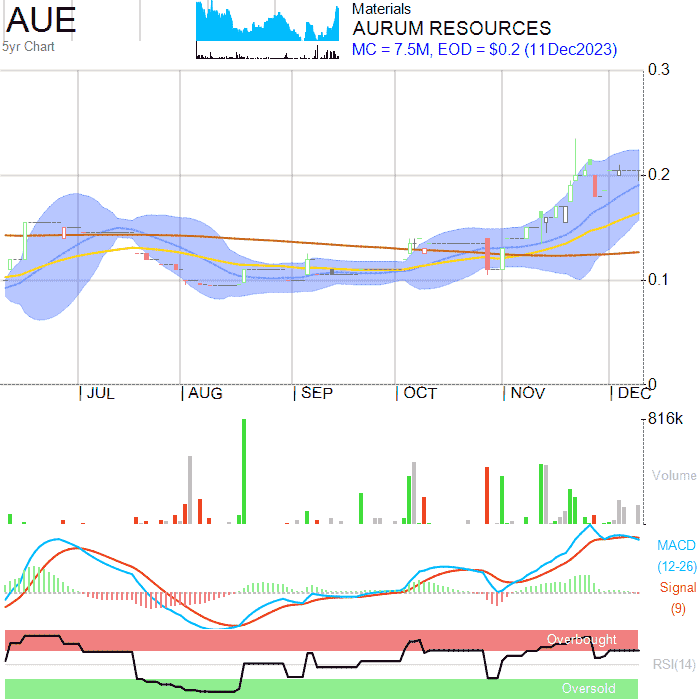 AUE
5yr Chart
Materials
AURUM RESOURCES
MC = 7.5M, EOD = $0.2 (11Dec2023)
0.3
0.2
0.1
0
JUL
AUG
SEP
OCT
NOV
DEC
816k
Volume
MACD
(12-26)
Signal
(9)
Overbought
RSI(14)
Oversold